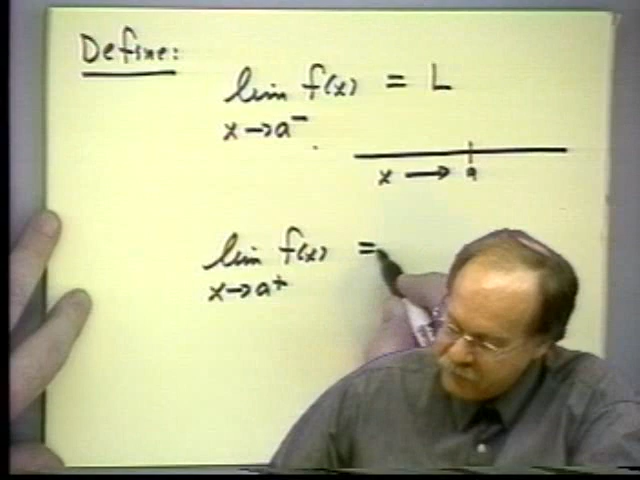 Define:
lim f(x) = L
x→a⁻
x → a
lim f(x) =
x→a⁺